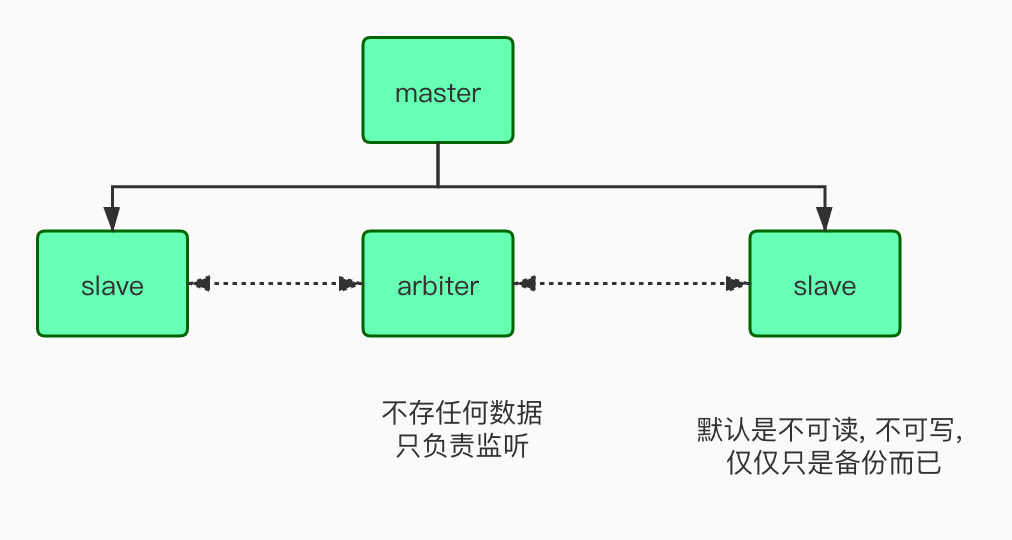 master
slave
arbiter
slave
不存任何数据
只负责监听
默认是不可读, 不可写,
仅仅只是备份而已